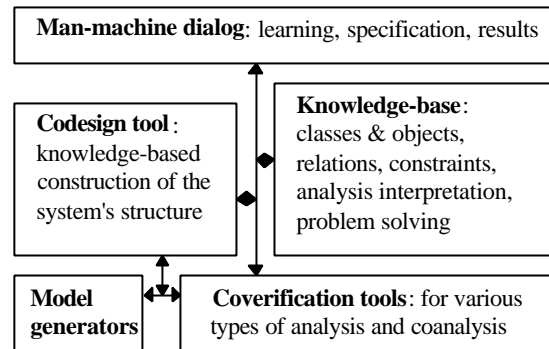 Man-machine dialog: learning, specification, results
Codesign tool:
knowledge-based
construction of the
system's structure
Knowledge-base:
classes & objects,
relations, constraints,
analysis interpretation,
problem solving
Model
generators
Coverification tools: for various
types of analysis and coanalysis